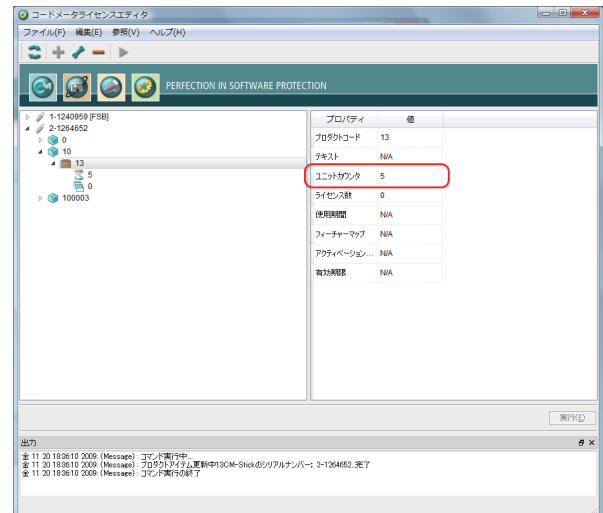 コードメータライセンスエディタ
ファイル(F) 編集(E) 参照(V) ヘルプ(H)
PERFECTION IN SOFTWARE PROTECTION
1-1240959 [FSB]
2-1264652
0
10
13
5
0
100003
プロパティ 値
プロダクトコード 13
テキスト N/A
ユニットカウンタ 5
ライセンス数 0
使用期間 N/A
フィーチャーマップ N/A
アクティベーション... N/A
有効期限 N/A
実行(E)
出力
金 11 20 18:36:10 2009: (Message) : コマンド実行中...
金 11 20 18:36:10 2009: (Message) : プロダクトアイテム更新中13CM-Stickのシリアルナンバー: 2-1264652.完了
金 11 20 18:36:10 2009: (Message) : コマンド実行の終了